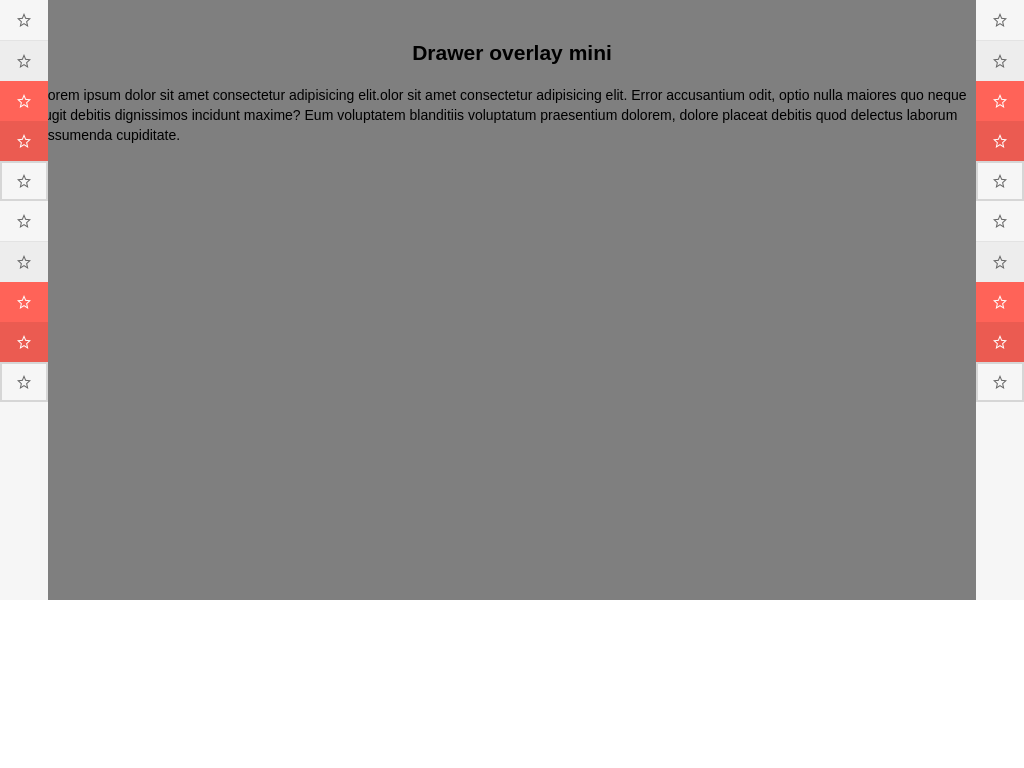 Drawer overlay mini
orem ipsum dolor sit amet consectetur adipisicing elit.olor sit amet consectetur adipisicing elit. Error accusantium odit, optio nulla maiores quo neque
ugit debitis dignissimos incidunt maxime? Eum voluptatem blanditiis voluptatum praesentium dolorem, dolore placeat debitis quod delectus laborum
ssumenda cupiditate.